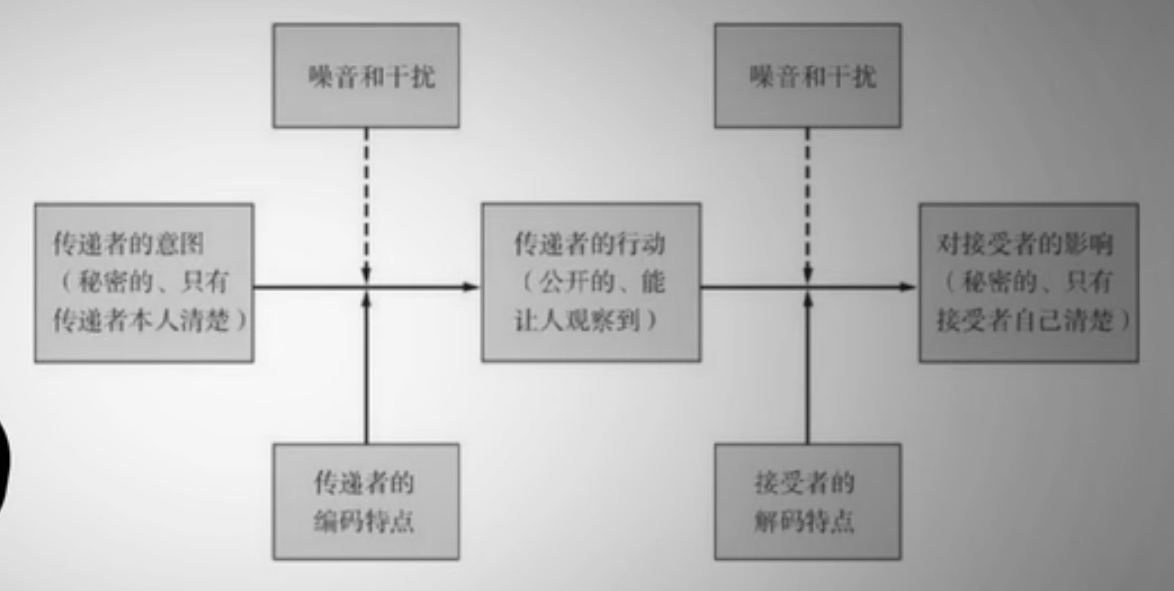 噪音和干扰
噪音和干扰
传递者的意图
（秘密的、只有
传递者本人清楚）
传递者的行动
（公开的、能
让人观察到）
对接受者的影响
（秘密的、只有
接受者自己清楚）
传递者的
编码特点
接受者的
解码特点